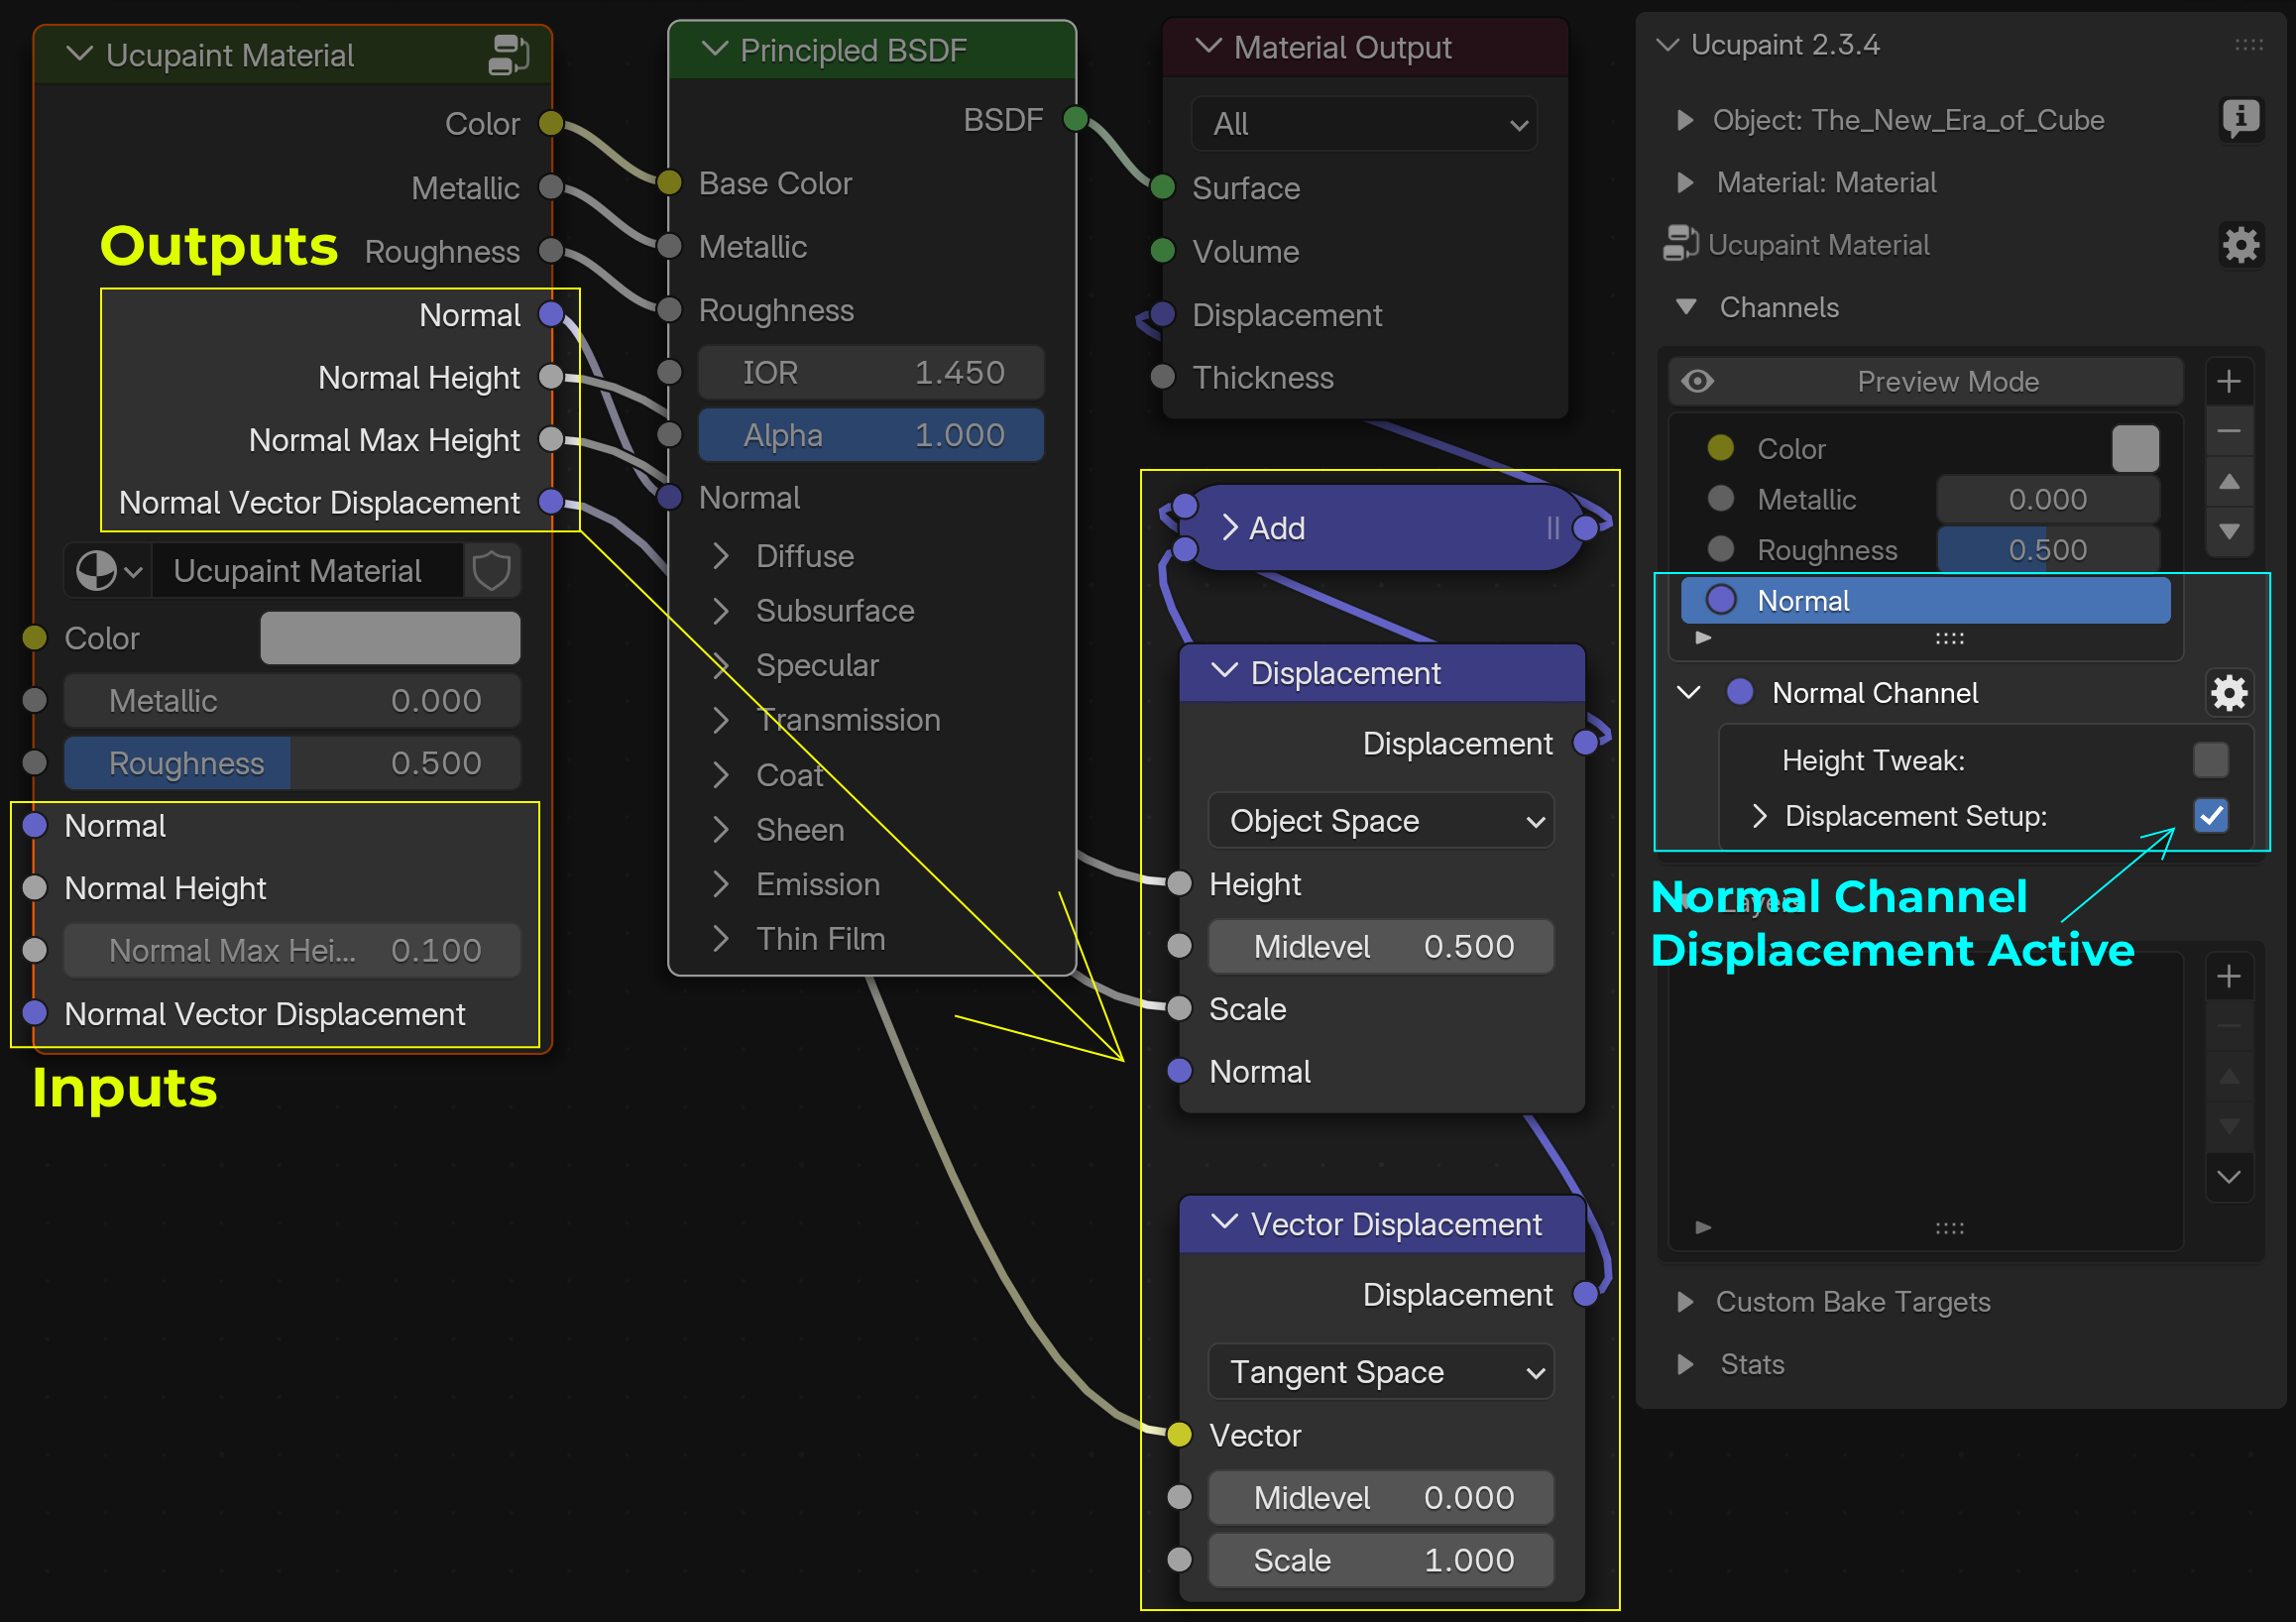 Ucupaint Material
Color
Metallic
Outputs
Roughness
Normal
Normal Height
Normal Max Height
Normal Vector Displacement
Ucupaint Material
Color
Metallic 0.000
Roughness 0.500
Normal
Normal Height
Normal Max Hei... 0.100
Normal Vector Displacement
Inputs
Principled BSDF
BSDF
Base Color
Metallic
Roughness
IOR 1.450
Alpha 1.000
Normal
Diffuse
Subsurface
Specular
Transmission
Coat
Sheen
Emission
Thin Film
Material Output
All
Surface
Volume
Displacement
Thickness
Add
Displacement
Displacement
Object Space
Height
Midlevel 0.500
Scale
Normal
Vector Displacement
Displacement
Tangent Space
Vector
Midlevel 0.000
Scale 1.000
Ucupaint 2.3.4
Object: The_New_Era_of_Cube
Material: Material
Ucupaint Material
Channels
Preview Mode
Color
Metallic 0.000
Roughness 0.500
Normal
Normal Channel
Height Tweak:
Displacement Setup:
Layers
Normal Channel
Displacement Active
Custom Bake Targets
Stats